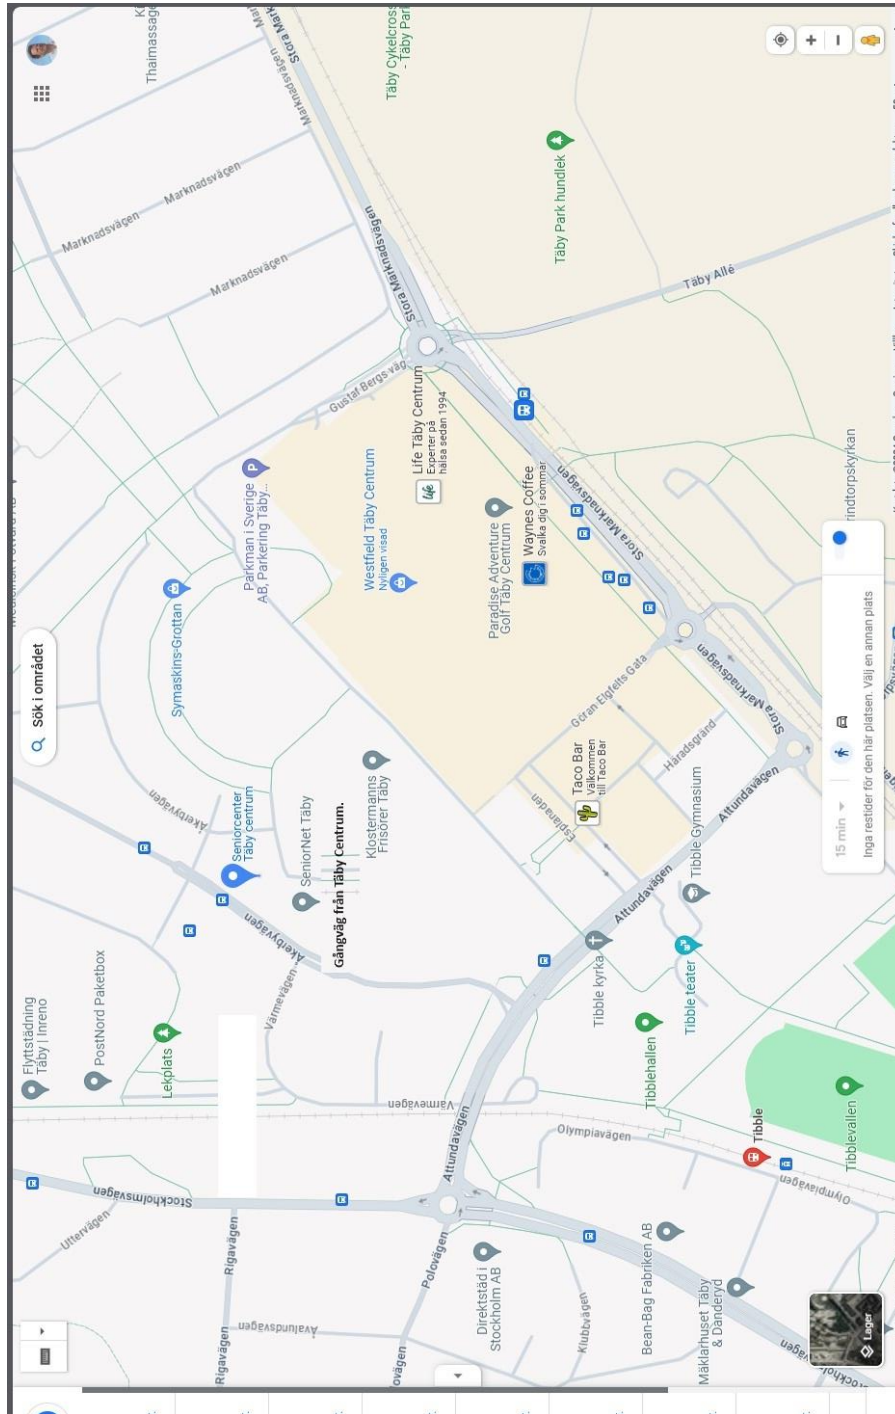 Sök i området
Thaimassage
Marknadsvägen
Marknadsvägen
Marknadsvägen
Marknadsvägen
Marknadsvägen
Stora Marknadsvägen
Täby Cykelcross
- Täby Park
Täby Park hundlek
Täby Allé
Gustaf Bergs väg
Life Täby Centrum
Experter på
hälsa sedan 1994
life
Parkman i Sverige
AB, Parkering Täby...
Westfield Täby Centrum
Nyligen visad
Paradise Adventure
Golf Täby Centrum
Waynes Coffee
Svalka dig i sommar
Stora Marknadsvägen
Stora Marknadsvägen
Symaskins-Grottan
Göran Elgfelts Gata
Taco Bar
Välkommen
till Taco Bar
Esplanaden
Häradsgränd
Klostermanns
Frisörer Täby
Åkerbyvägen
Seniorcenter
Täby centrum
SeniorNet Täby
Gångväg från Täby Centrum.
Åkerbyvägen
Värmevägen
Värmevägen
Attundavägen
Attundavägen
Attundavägen
Tibble Gymnasium
Tibble kyrka
Tibble teater
Tibblehallen
Tibblevallen
Tibble
Olympiavägen
Olympiavägen
Flyttstädning
Täby | Inreno
PostNord Paketbox
Lekplats
Stockholmsvägen
Uttervägen
Rigavägen
Rigavägen
Avalundsvägen
Polovägen
Direktstäd i
Stockholm AB
Klubbvägen
Bean-Bag Fabriken AB
Mäklarhuset Täby
& Danderyd
Lager
15 min
Inga restider för den här platsen. Välj en annan plats